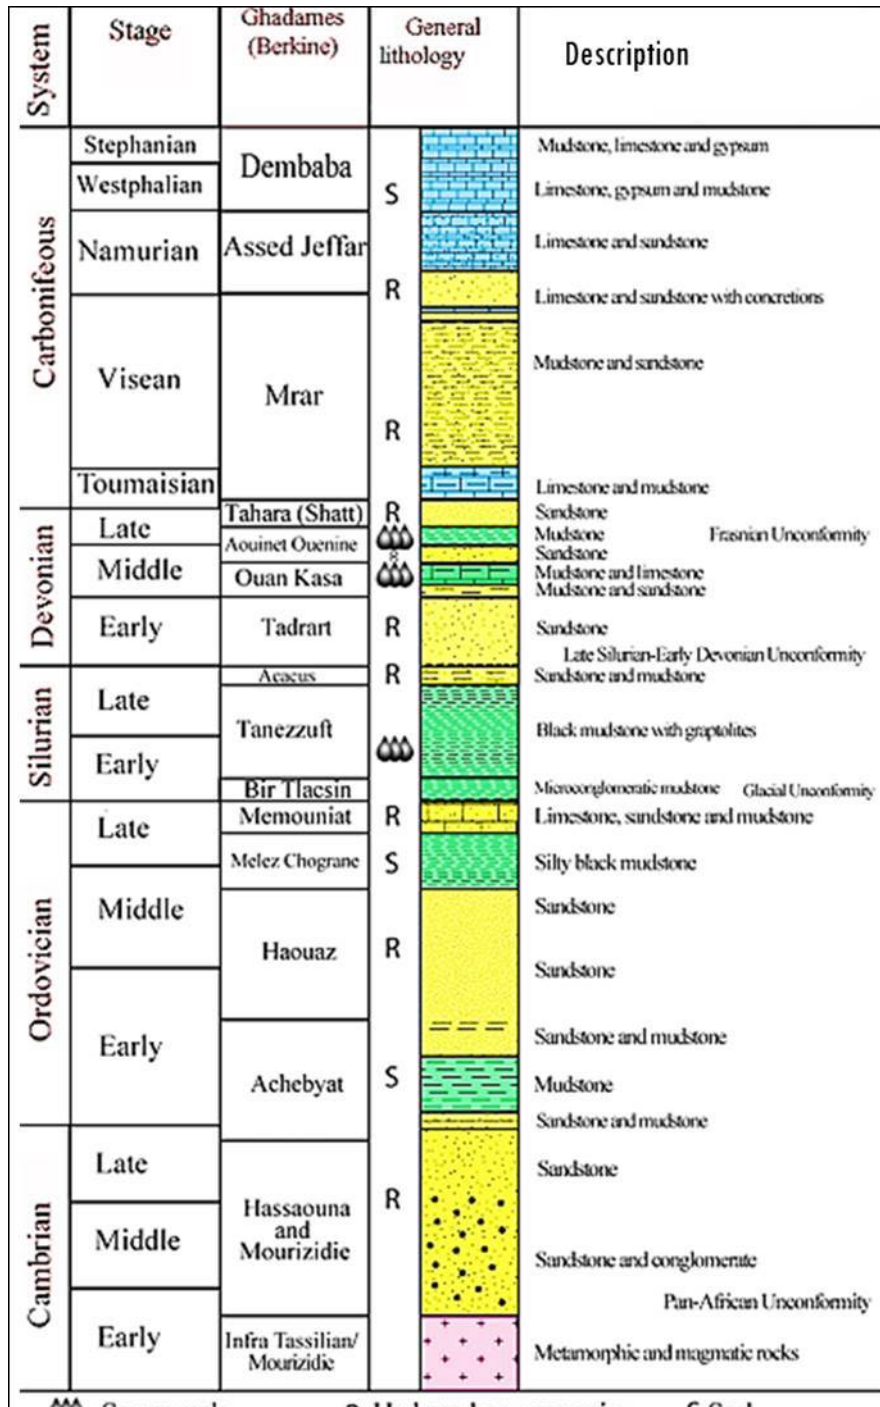 System
Stage
Ghadames
(Berkine)
General
lithology
Description
Carbonifeous
Stephanian
Dembaba
Mudstone, limestone and gypsum
Westphalian
S
Limestone, gypsum and mudstone
Namurian
Assed Jeffar
Limestone and sandstone
R
Limestone and sandstone with concretions
Visean
Mrar
Mudstone and sandstone
R
Toumaisian
Limestone and mudstone
Devonian
Tahara (Shatt)
R
Sandstone
Late
Aouinet Ouenine
Mudstone
Frasnian Unconformity
Sandstone
Middle
Ouan Kasa
Mudstone and limestone
Mudstone and sandstone
Early
Tadrart
R
Sandstone
Late Silurian-Early Devonian Unconformity
Silurian
Acacus
R
Sandstone and mudstone
Late
Tanezzuft
Black mudstone with graptolites
Early
Bir Tlacsin
Microconglomeratic mudstone
Glacial Unconformity
Ordovician
Late
Memouniat
R
Limestone, sandstone and mudstone
Melez Chograne
S
Silty black mudstone
Middle
Sandstone
Haouaz
R
Sandstone
Sandstone and mudstone
Early
Achebyat
S
Mudstone
Sandstone and mudstone
Cambrian
Late
Sandstone
Hassaouna
and
Mourizidie
R
Middle
Sandstone and conglomerate
Pan-African Unconformity
Early
Infra Tassilian/
Mourizidie
Metamorphic and magmatic rocks